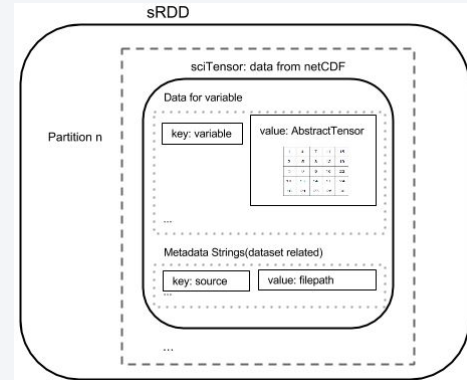 sRDD
sciTensor: data from netCDF
Data for variable
Partition n
key: variable
value: AbstractTensor
...
Metadata Strings(dataset related)
key: source
value: filepath
...
...